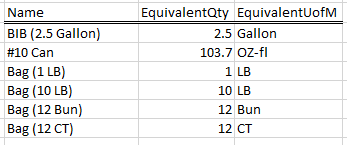 Name EquivalentQty EquivalentUofM
BIB (2.5 Gallon) 2.5 Gallon
#10 Can 103.7 OZ-fl
Bag (1 LB) 1 LB
Bag (10 LB) 10 LB
Bag (12 Bun) 12 Bun
Bag (12 CT) 12 CT